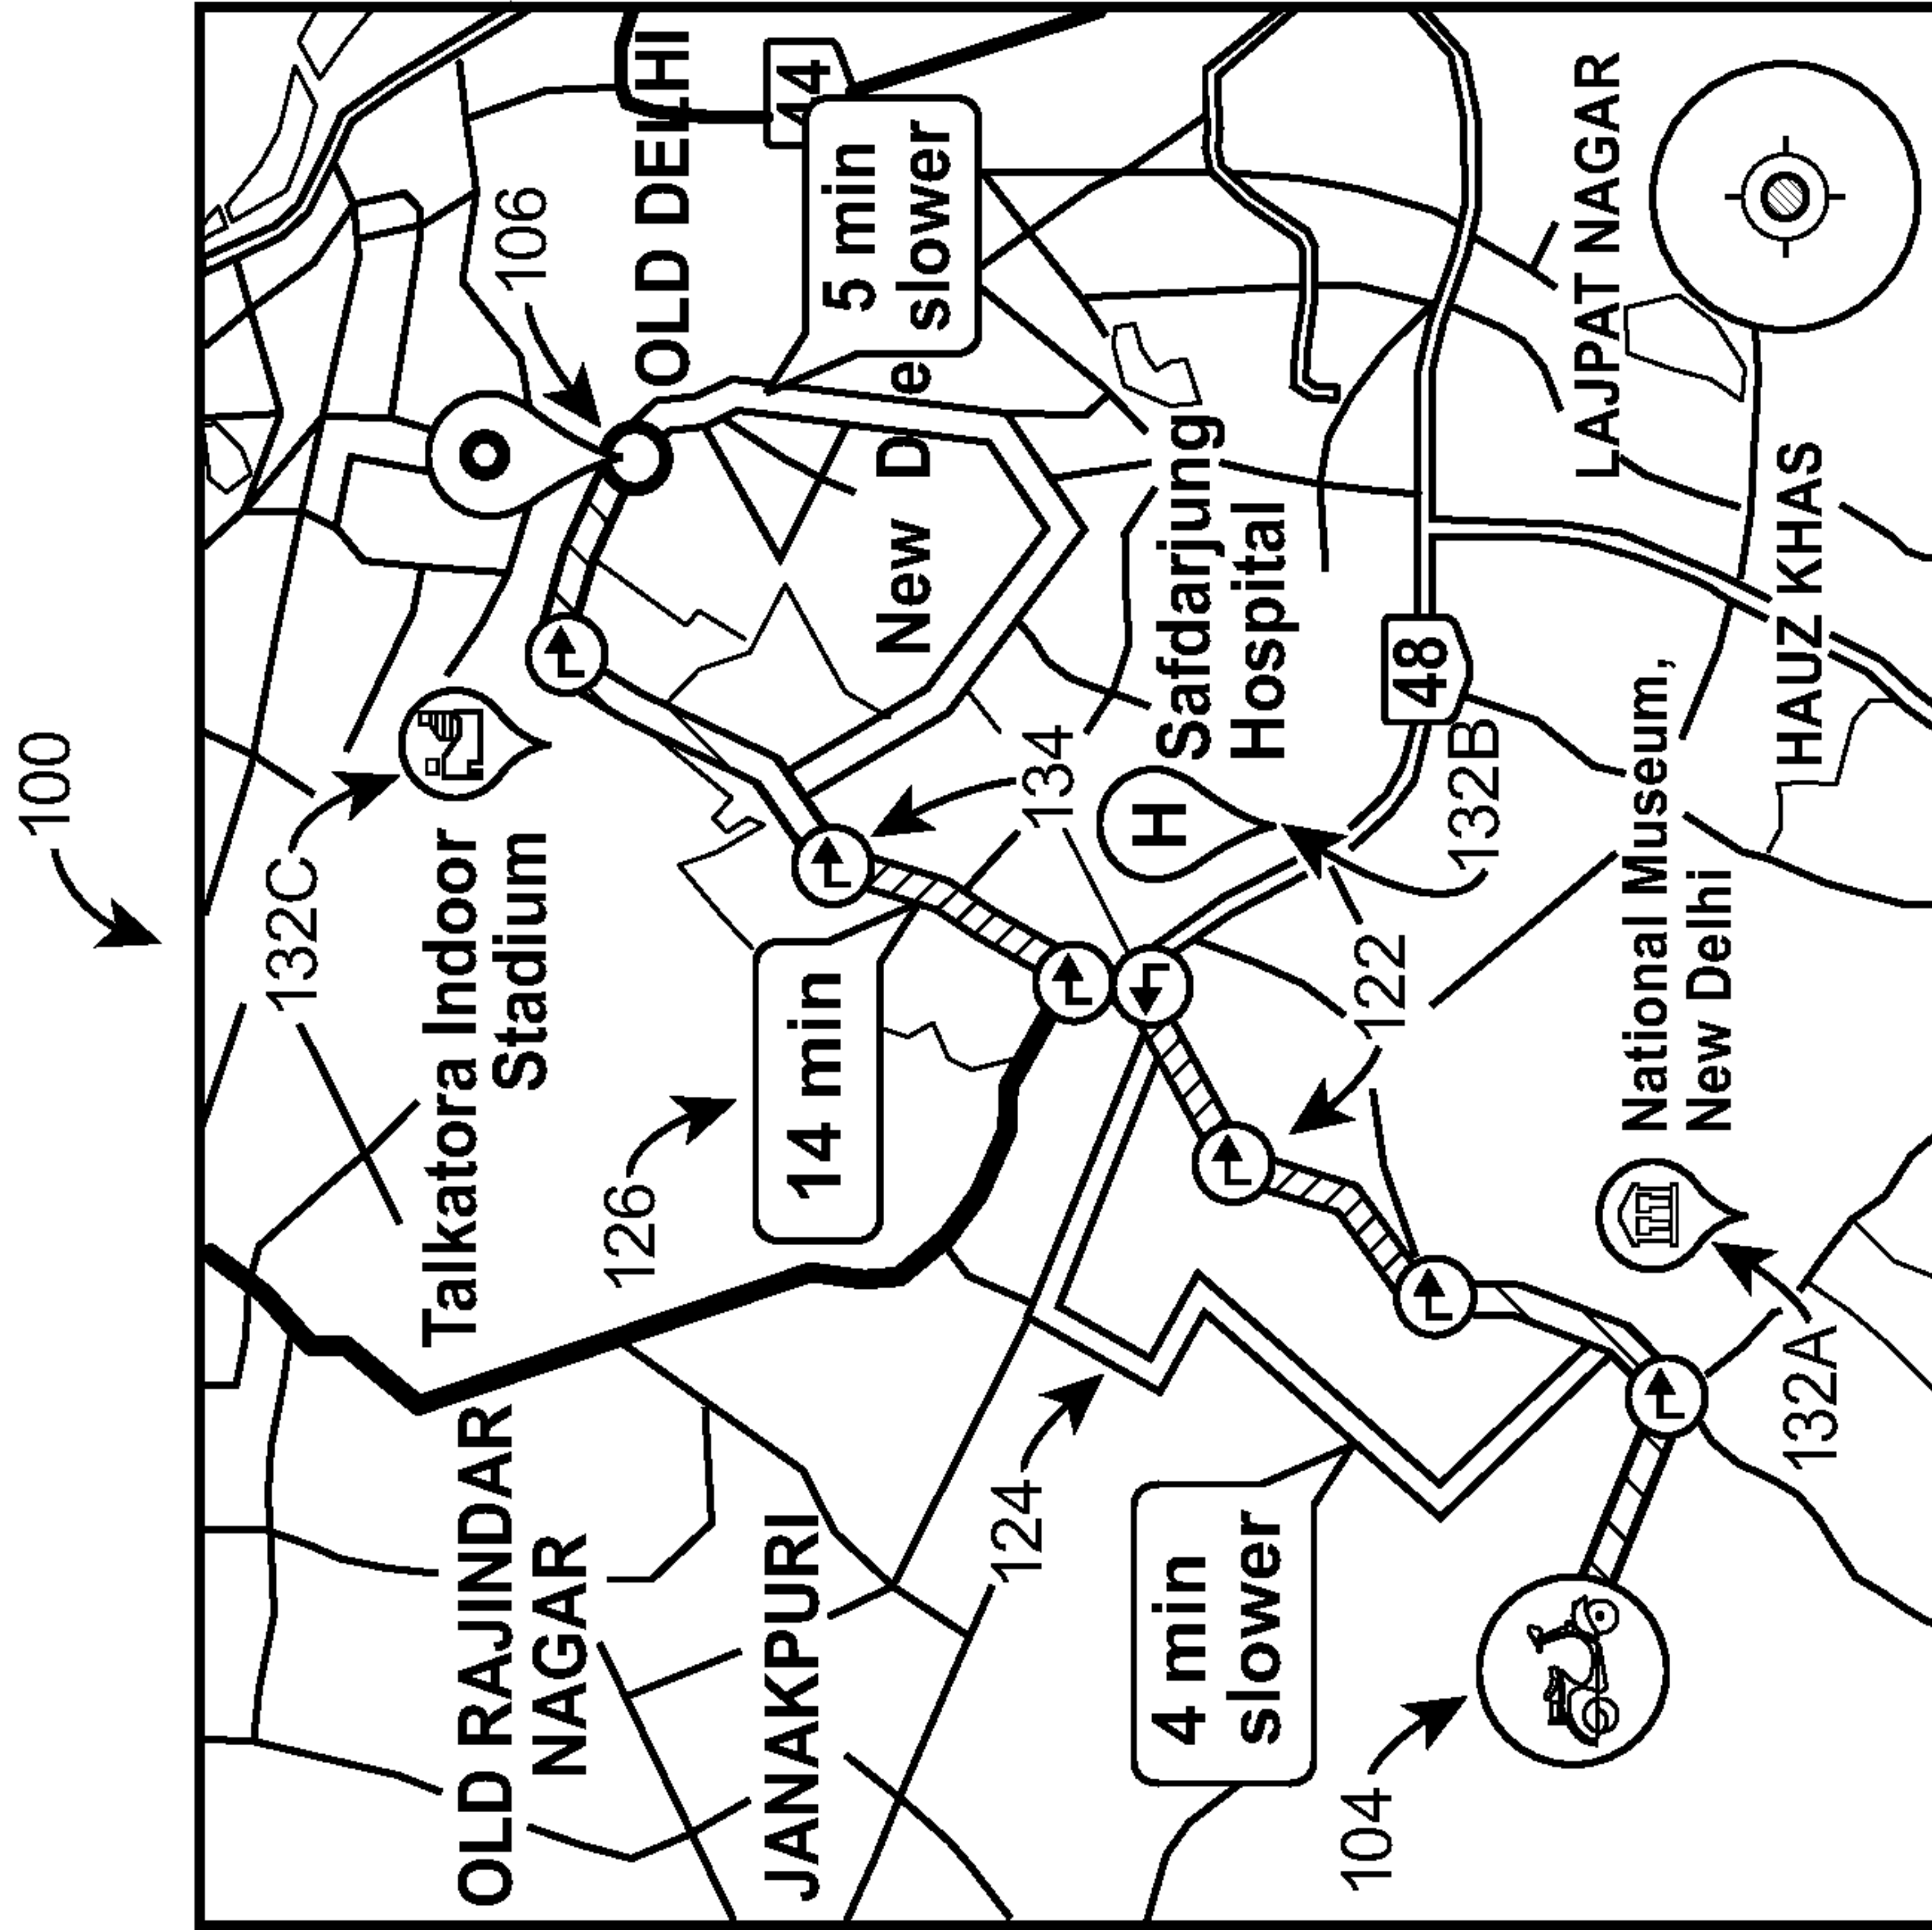 100
132C
Talkatora Indoor
Stadium
OLD RAJINDAR
NAGAR
106
126
OLD DELHI
JANAKPURI
14 min
44
5 min
slower
New De
124
134
4 min
slower
H
Safdarjung
Hospital
104
122
48
132B
LAJPAT NAGAR
National Museum,
New Delhi
HAUZ KHAS
132A